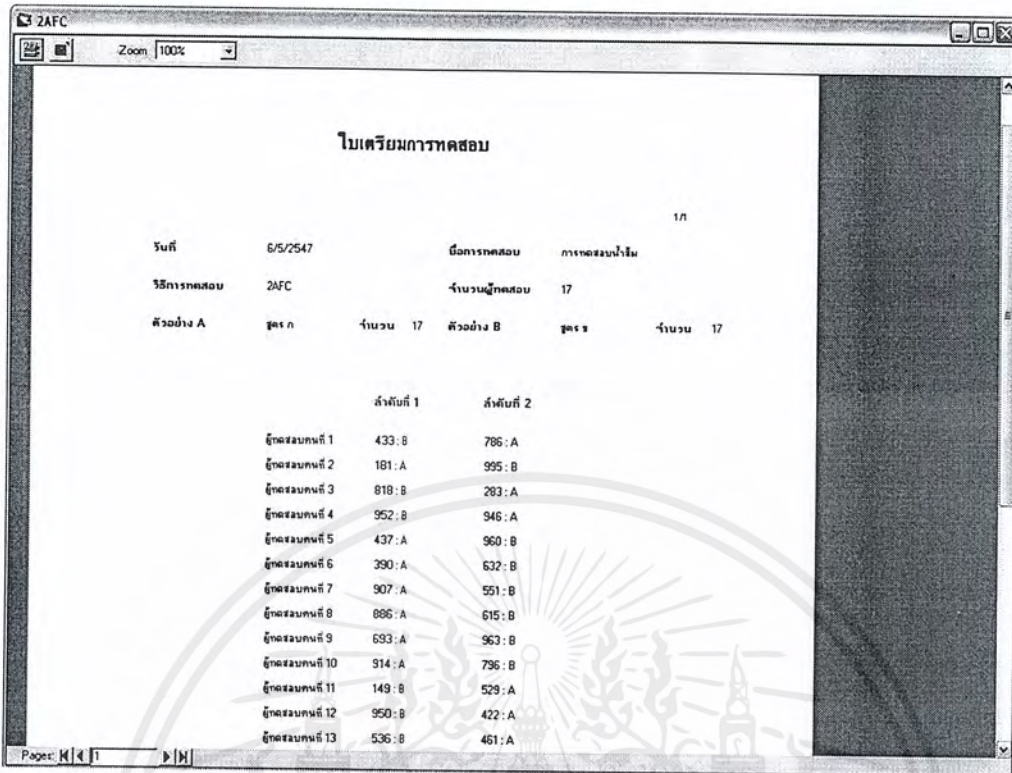 2AFC
Zoom 100%
ใบเตรียมการทดสอบ
1/1
วันที่ 6/5/2547 ชื่อการทดสอบ การทดสอบน้ำส้ม
วิธีการทดสอบ 2AFC จำนวนผู้ทดสอบ 17
ตัวอย่าง A สูตร ก จำนวน 17 ตัวอย่าง B สูตร ข จำนวน 17
ลำดับที่ 1 ลำดับที่ 2
ผู้ทดสอบคนที่ 1 433 : B 786 : A
ผู้ทดสอบคนที่ 2 181 : A 995 : B
ผู้ทดสอบคนที่ 3 818 : B 283 : A
ผู้ทดสอบคนที่ 4 952 : B 946 : A
ผู้ทดสอบคนที่ 5 437 : A 960 : B
ผู้ทดสอบคนที่ 6 390 : A 632 : B
ผู้ทดสอบคนที่ 7 907 : A 551 : B
ผู้ทดสอบคนที่ 8 886 : A 615 : B
ผู้ทดสอบคนที่ 9 693 : A 963 : B
ผู้ทดสอบคนที่ 10 914 : A 796 : B
ผู้ทดสอบคนที่ 11 149 : B 529 : A
ผู้ทดสอบคนที่ 12 950 : B 422 : A
ผู้ทดสอบคนที่ 13 536 : B 461 : A
Pages: 1